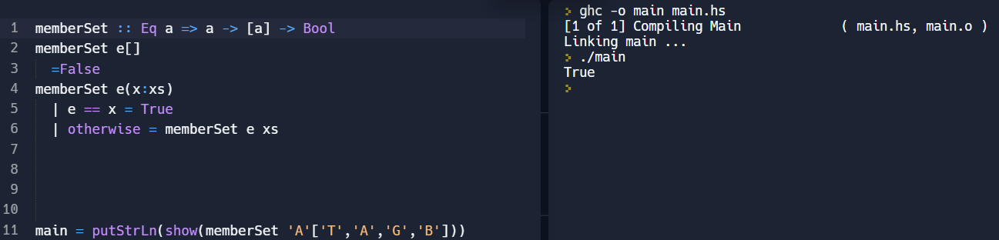 1 memberSet :: Eq a => a -> [a] -> Bool
2 memberSet e[]
3 =False
4 memberSet e(x:xs)
5 | e == x = True
6 | otherwise = memberSet e xs
7
8
9
10
11 main = putStrLn(show(memberSet 'A'['T','A','G','B']))
> ghc -o main main.hs
[1 of 1] Compiling Main ( main.hs, main.o )
Linking main ...
> ./main
True
>